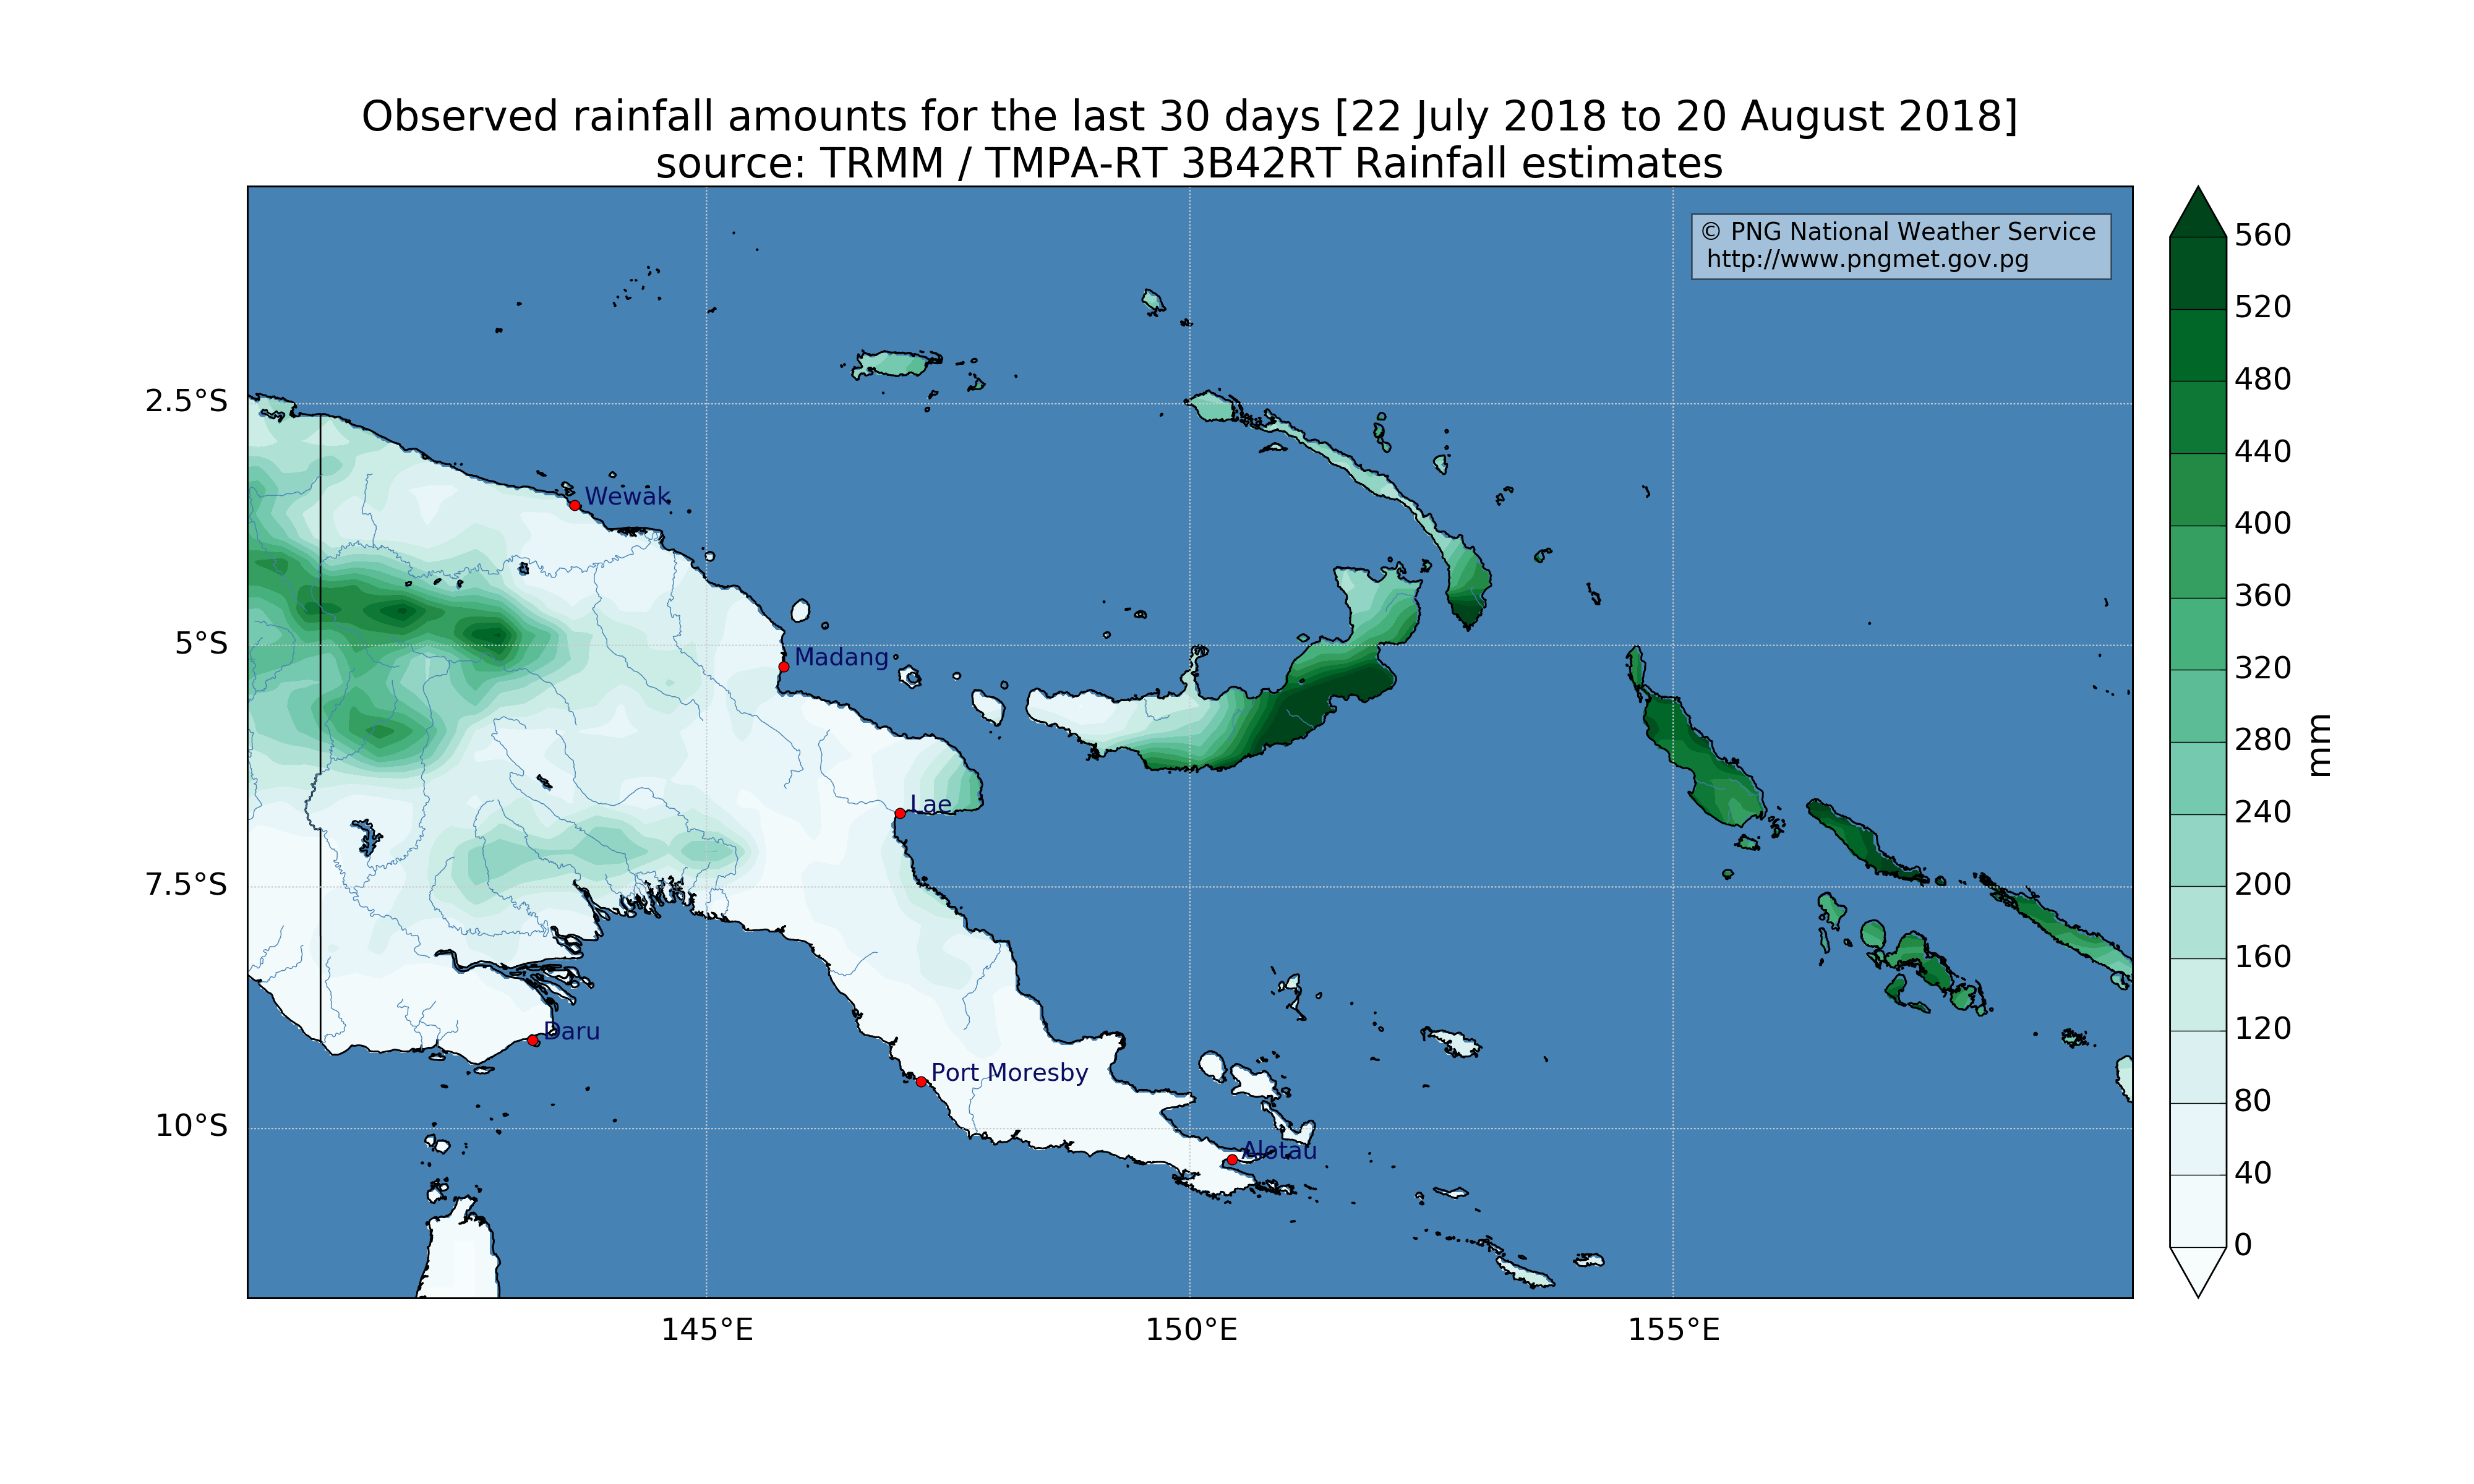 Observed rainfall amounts for the last 30 days [22 July 2018 to 20 August 2018]
source: TRMM / TMPA-RT 3B42RT Rainfall estimates
© PNG National Weather Service
http://www.pngmet.gov.pg
560
520
480
440
400
360
320
280
240
200
160
120
80
40
0
mm
2.5°S
5°S
7.5°S
10°S
Wewak
Madang
Lae
Daru
Port Moresby
Alotau
145°E
150°E
155°E